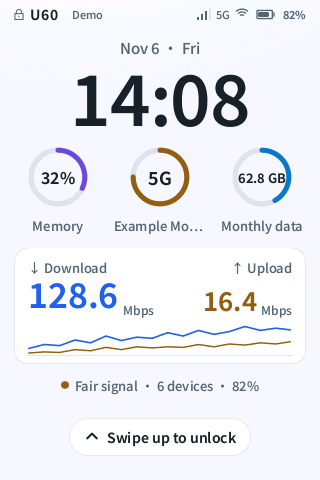 U60 Demo 5G 82%
Nov 6 • Fri
14:08
32% 5G 62.8 GB
Memory Example Mo... Monthly data
↓ Download ↑ Upload
128.6 Mbps 16.4 Mbps
Fair signal • 6 devices • 82%
Swipe up to unlock